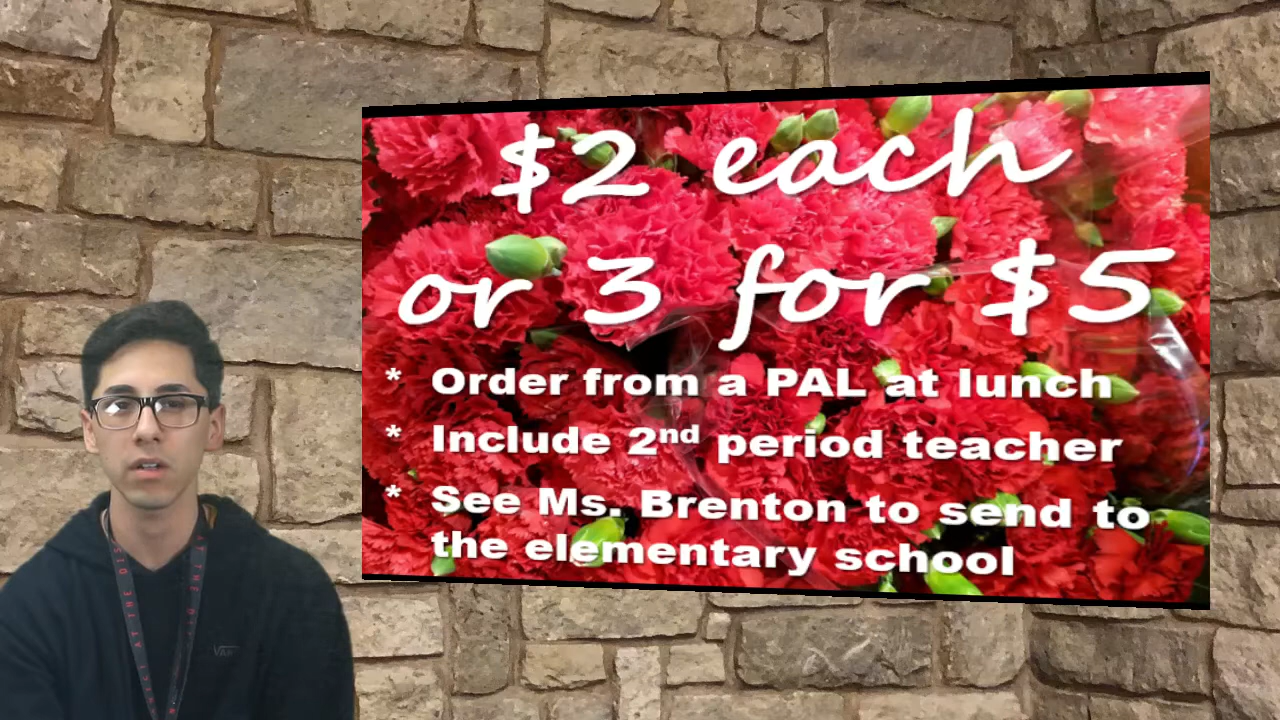 $2 each
or 3 for $5
* Order from a PAL at lunch
* Include 2nd period teacher
* See Ms. Brenton to send to
the elementary school
VANS